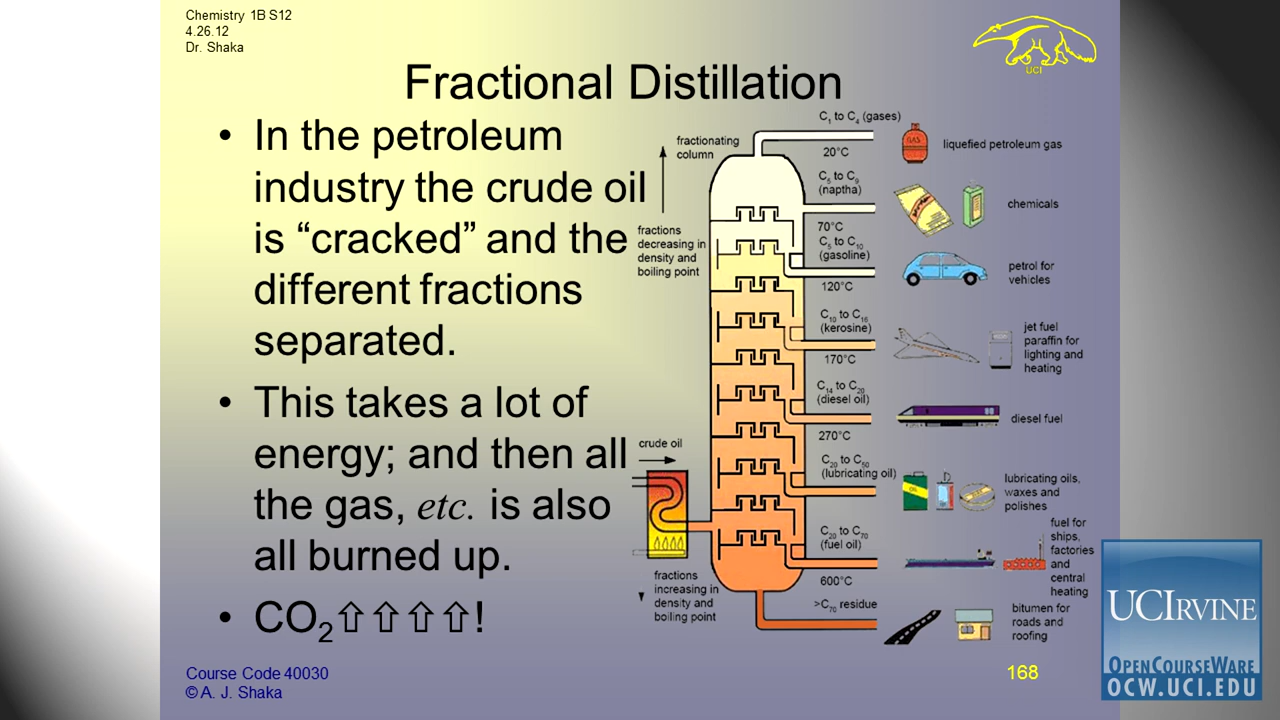 Chemistry 1B S12
4.26.12
Dr. Shaka
UCI
Fractional Distillation
• In the petroleum
industry the crude oil
is “cracked” and the
different fractions
separated.
• This takes a lot of
energy; and then all
the gas, etc. is also
all burned up.
• CO₂⇧⇧⇧⇧!
fractionating
column
fractions
decreasing in
density and
boiling point
crude oil
fractions
increasing in
density and
boiling point
C₁ to C₄ (gases)
20°C
C₅ to C₉
(naptha)
70°C
C₅ to C₁₀
(gasoline)
120°C
C₁₀ to C₁₆
(kerosine)
170°C
C₁₄ to C₂₀
(diesel oil)
270°C
C₂₀ to C₅₀
(lubricating oil)
C₂₀ to C₇₀
(fuel oil)
600°C
>C₇₀ residue
GAS
liquefied petroleum gas
chemicals
petrol for
vehicles
jet fuel
paraffin for
lighting and
heating
diesel fuel
OIL
lubricating oils,
waxes and
polishes
fuel for
ships,
factories
and
central
heating
bitumen for
roads and
roofing
Course Code 40030
© A. J. Shaka
168
UCIRVINE
OPENCOURSEWARE
OCW.UCI.EDU